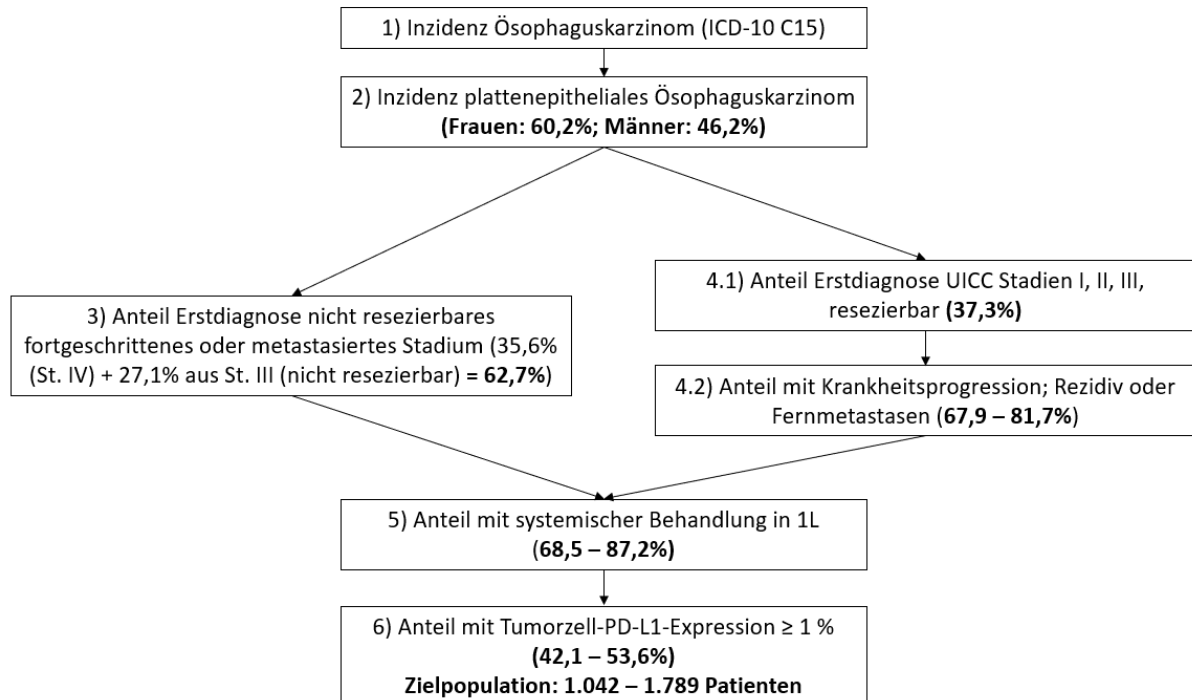 1) Inzidenz Ösophaguskarzinom (ICD-10 C15)
2) Inzidenz plattenepitheliales Ösophaguskarzinom
(Frauen: 60,2%; Männer: 46,2%)
3) Anteil Erstdiagnose nicht resezierbares
fortgeschrittenes oder metastasiertes Stadium (35,6%
(St. IV) + 27,1% aus St. III (nicht resezierbar) = 62,7%)
4.1) Anteil Erstdiagnose UICC Stadien I, II, III,
resezierbar (37,3%)
4.2) Anteil mit Krankheitsprogression; Rezidiv oder
Fernmetastasen (67,9 – 81,7%)
5) Anteil mit systemischer Behandlung in 1L
(68,5 – 87,2%)
6) Anteil mit Tumorzell-PD-L1-Expression ≥ 1 %
(42,1 – 53,6%)
Zielpopulation: 1.042 – 1.789 Patienten